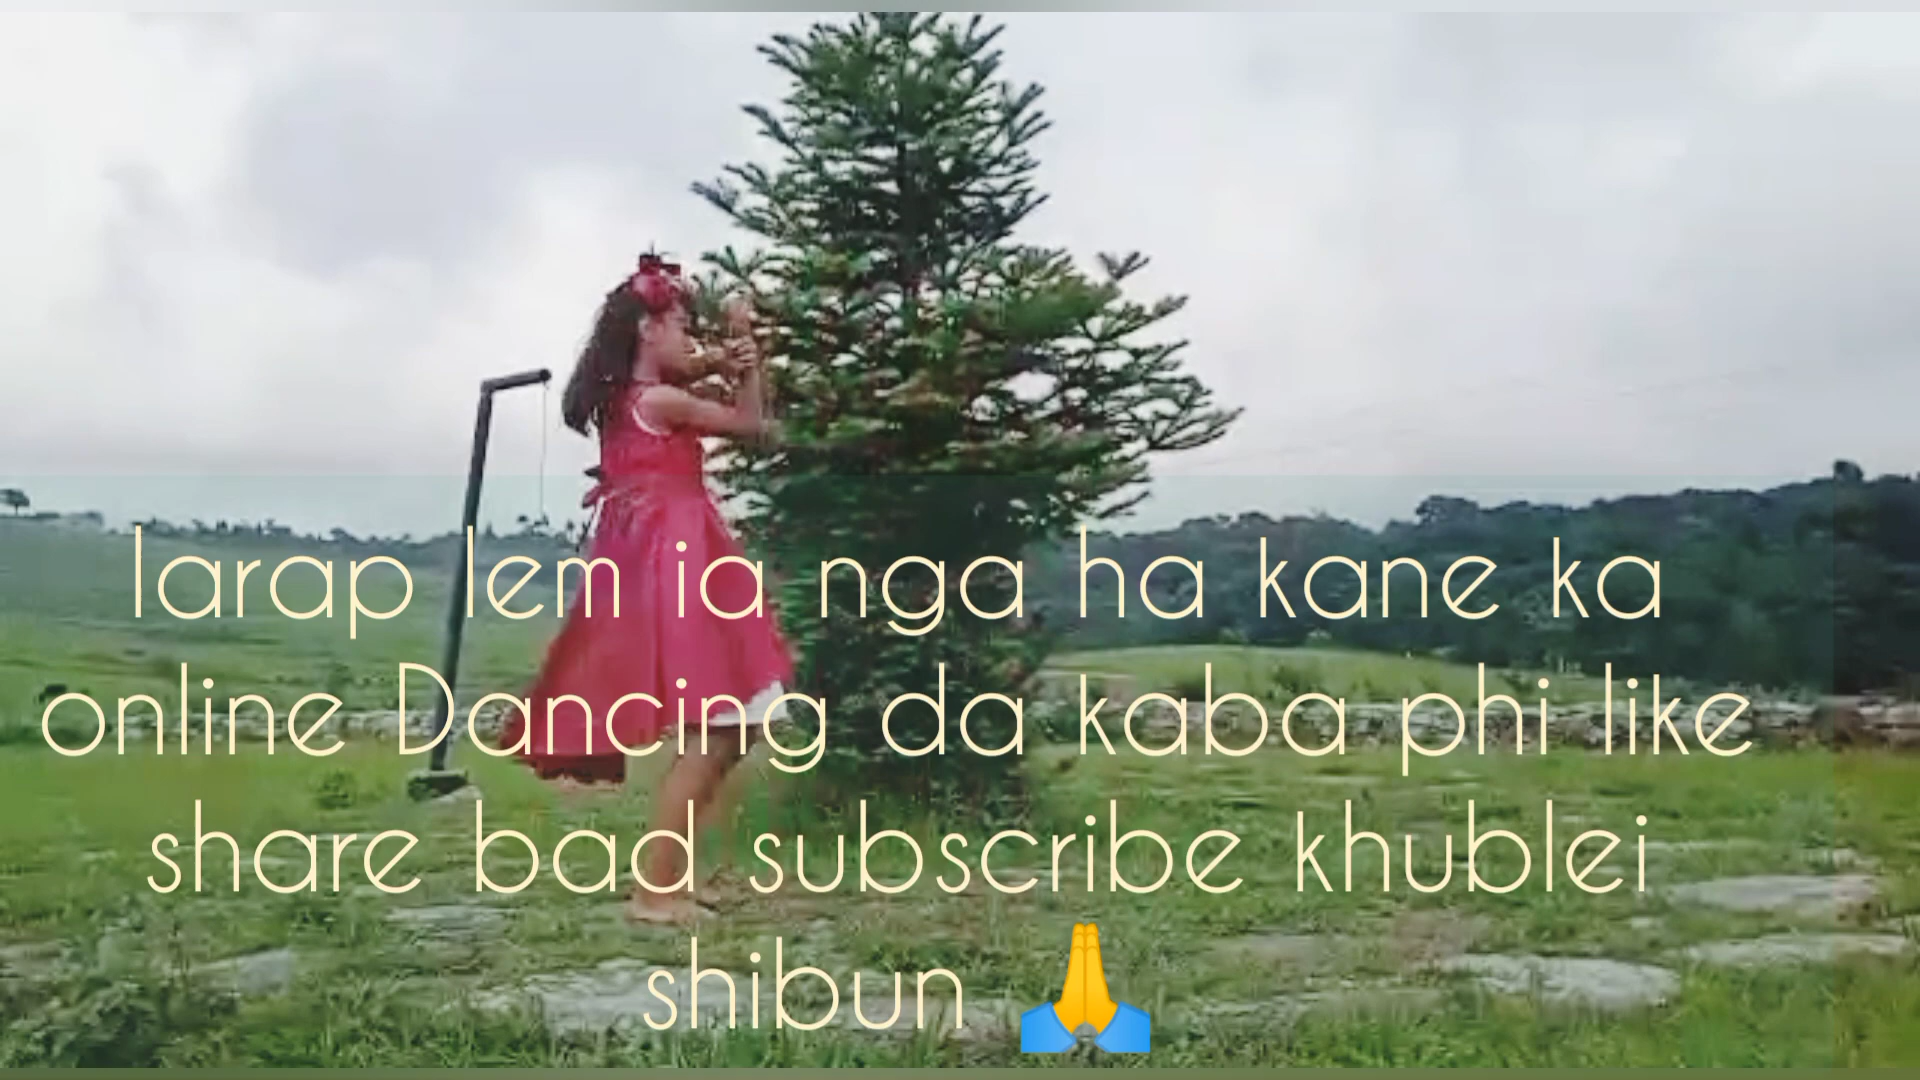 Iarap lem ia nga ha kane ka
online Dancing da kaba phi like
share bad subscribe khublei
shibun 🙏